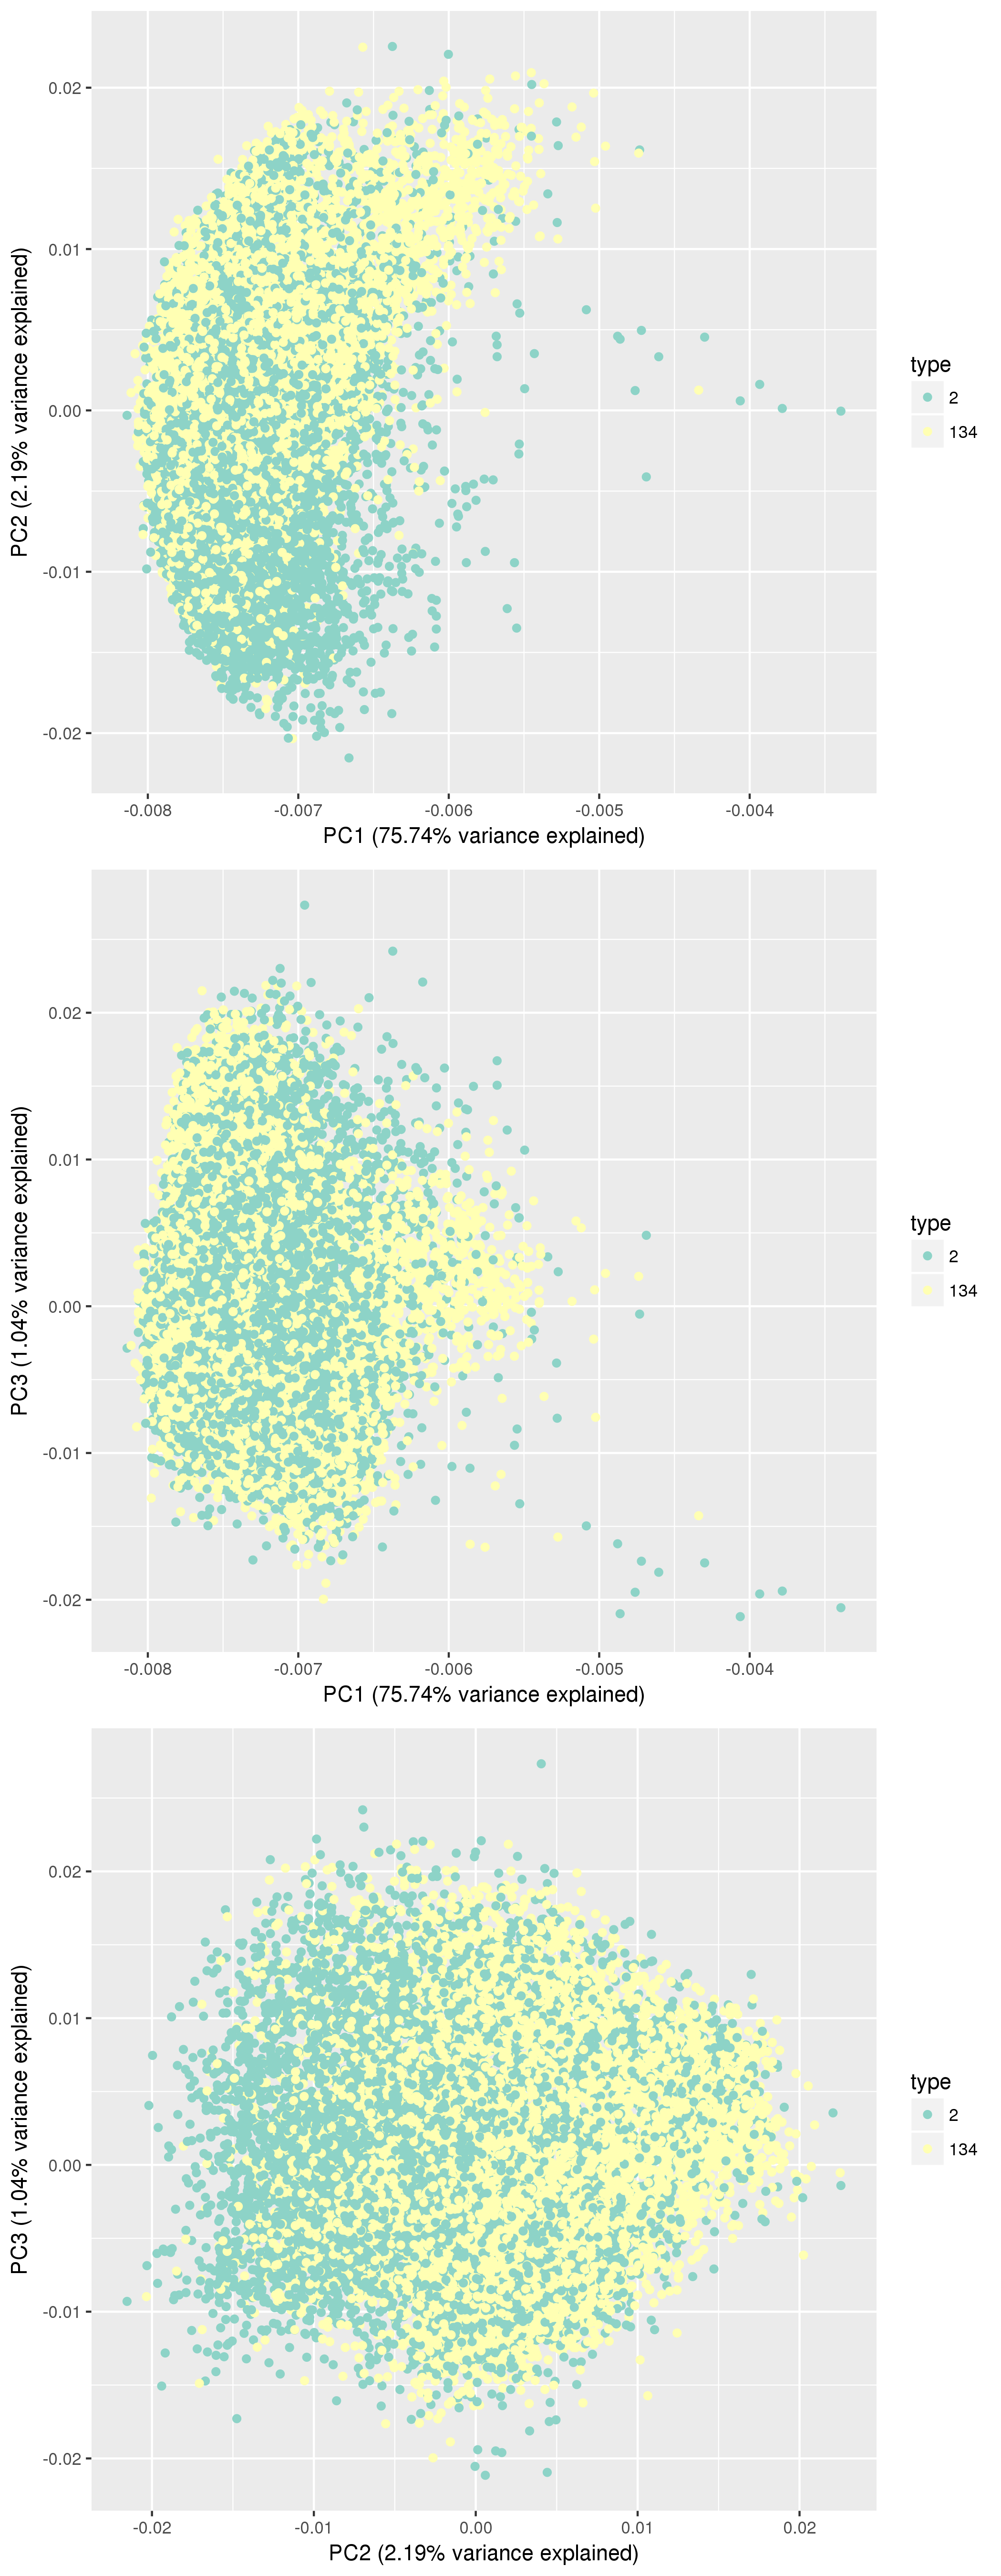 0.02
0.01
0.00
-0.01
-0.02
PC2 (2.19% variance explained)
-0.008 -0.007 -0.006 -0.005 -0.004
PC1 (75.74% variance explained)
type
2
134
0.02
0.01
0.00
-0.01
-0.02
PC3 (1.04% variance explained)
-0.008 -0.007 -0.006 -0.005 -0.004
PC1 (75.74% variance explained)
type
2
134
0.02
0.01
0.00
-0.01
-0.02
PC3 (1.04% variance explained)
-0.02 -0.01 0.00 0.01 0.02
PC2 (2.19% variance explained)
type
2
134